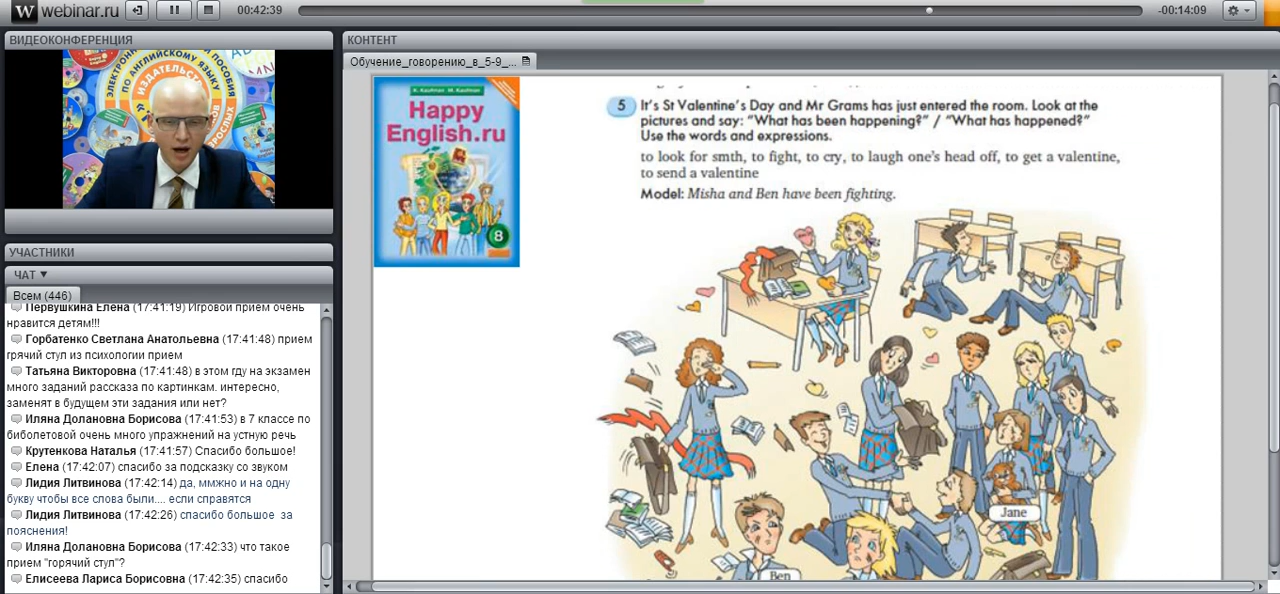 W webinar.ru
00:42:39
-00:14:09
ВИДЕОКОНФЕРЕНЦИЯ
ЭЛЕКТРОННЫЕ ПОСОБИЯ
ПО АНГЛИЙСКОМУ ЯЗЫКУ
ИЗДАТЕЛЬСТВО
УЧАСТНИКИ
ЧАТ ▼
Всем (446)
Первушкина Елена (17:41:19) Игровой прием очень
нравится детям!!!
Горбатенко Светлана Анатольевна (17:41:48) прием
грячий стул из психологии прием
Татьяна Викторовна (17:41:48) в этом гду на экзамен
много заданий рассказа по картинкам. интересно,
заменят в будущем эти задания или нет?
Иляна Долановна Борисова (17:41:53) в 7 классе по
биболетовой очень много упражнений на устную речь
Крутенкова Наталья (17:41:57) Спасибо большое!
Елена (17:42:07) спасибо за подсказку со звуком
Лидия Литвинова (17:42:14) да, ммжно и на одну
букву чтобы все слова были.... если справятся
Лидия Литвинова (17:42:26) спасибо большое за
пояснения!
Иляна Долановна Борисова (17:42:33) что такое
прием "горячий стул"?
Елисеева Лариса Борисовна (17:42:35) спасибо
КОНТЕНТ
Обучение_говорению_в_5-9_...
K. Kaufman M. Kaufman
Happy
English.ru
8
5 It's St Valentine's Day and Mr Grams has just entered the room. Look at the
pictures and say: “What has been happening?” / “What has happened?”
Use the words and expressions.
to look for smth, to fight, to cry, to laugh one's head off, to get a valentine,
to send a valentine
Model: Misha and Ben have been fighting.
Jane
Ben